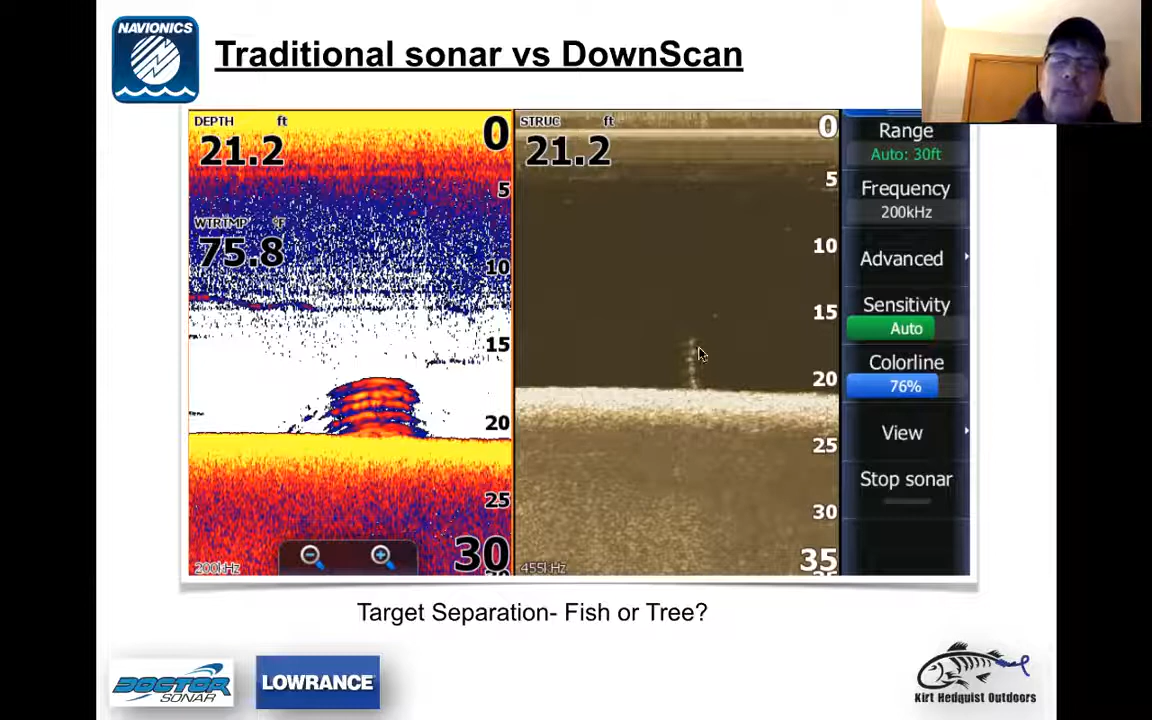 NAVIONICS
Traditional sonar vs DownScan
DEPTH ft
21.2
WTRTMP °F
75.8
0
5
10
15
20
25
30
200kHz
STRUC ft
21.2
0
5
10
15
20
25
30
35
455kHz
Range
Auto: 30ft
Frequency
200kHz
Advanced
Sensitivity
Auto
Colorline
76%
View
Stop sonar
Target Separation- Fish or Tree?
DOCTOR
SONAR
LOWRANCE
Kirt Hedquist Outdoors